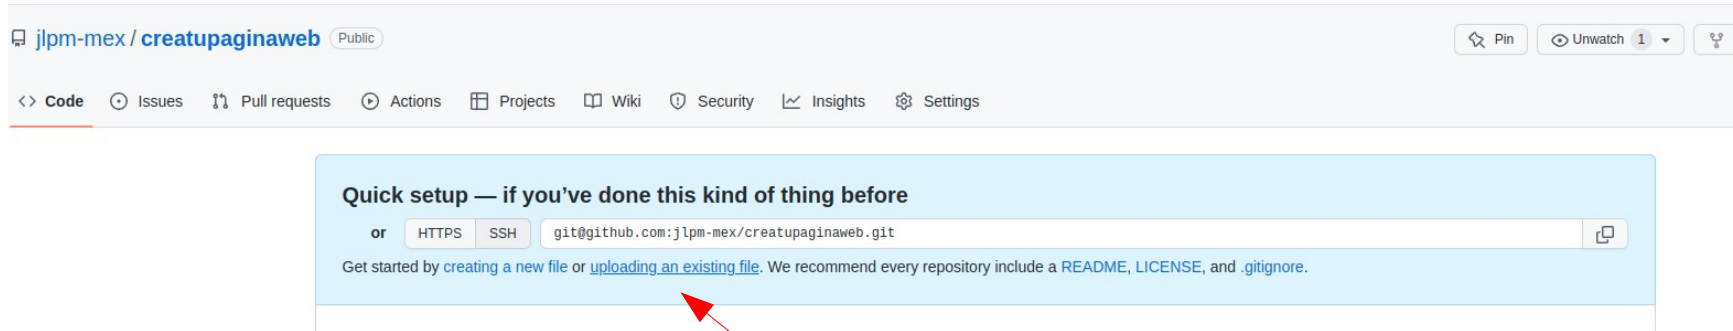 jlpm-mex / creatupaginaweb Public
Pin Unwatch 1
Code Issues Pull requests Actions Projects Wiki Security Insights Settings
Quick setup — if you’ve done this kind of thing before
or HTTPS SSH git@github.com:jlpm-mex/creatupaginaweb.git
Get started by creating a new file or uploading an existing file. We recommend every repository include a README, LICENSE, and .gitignore.